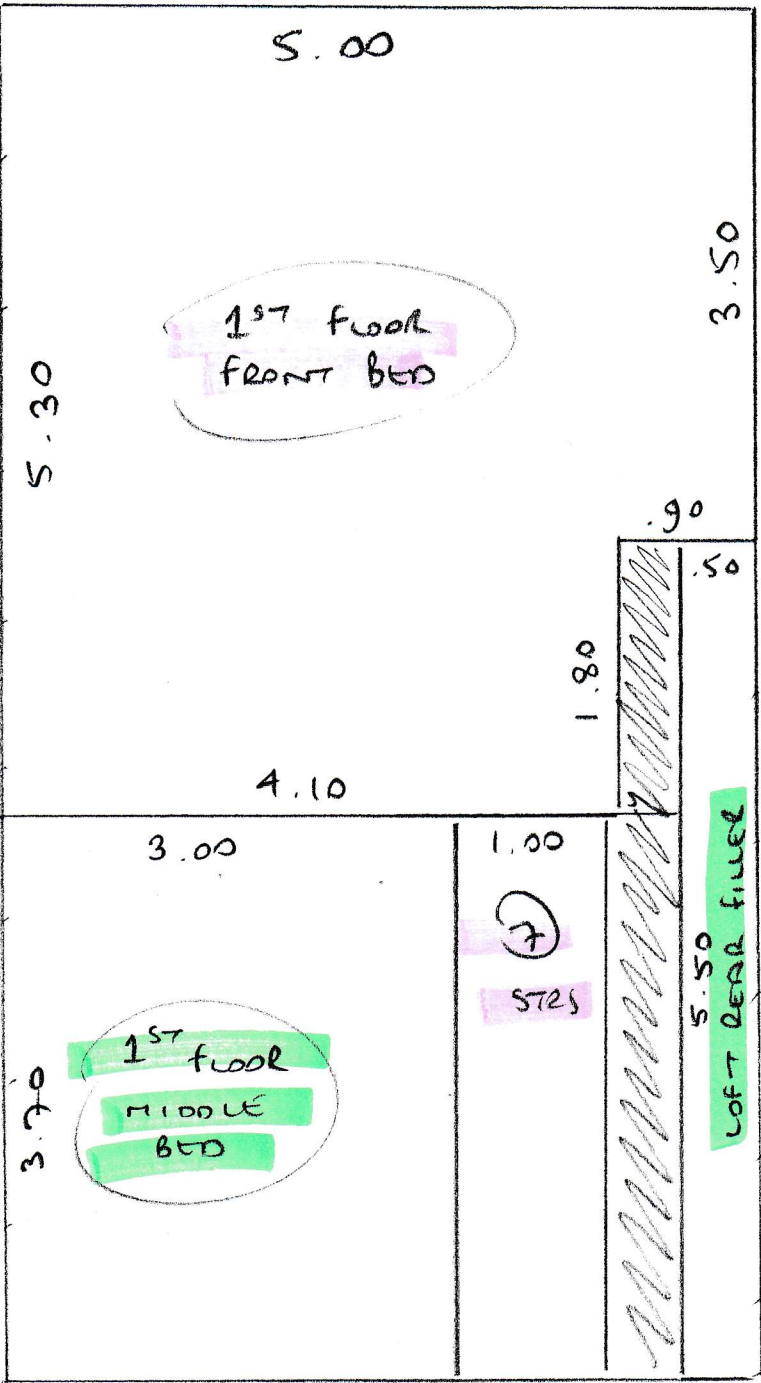 5.00
3.50
1ST FLOOR
FRONT BED
5.30
.90
.50
1.80
4.10
3.00
1.00
7
STRS
5.50
LOFT REAR FILLER
1ST FLOOR
MIDDLE
BED
3.70